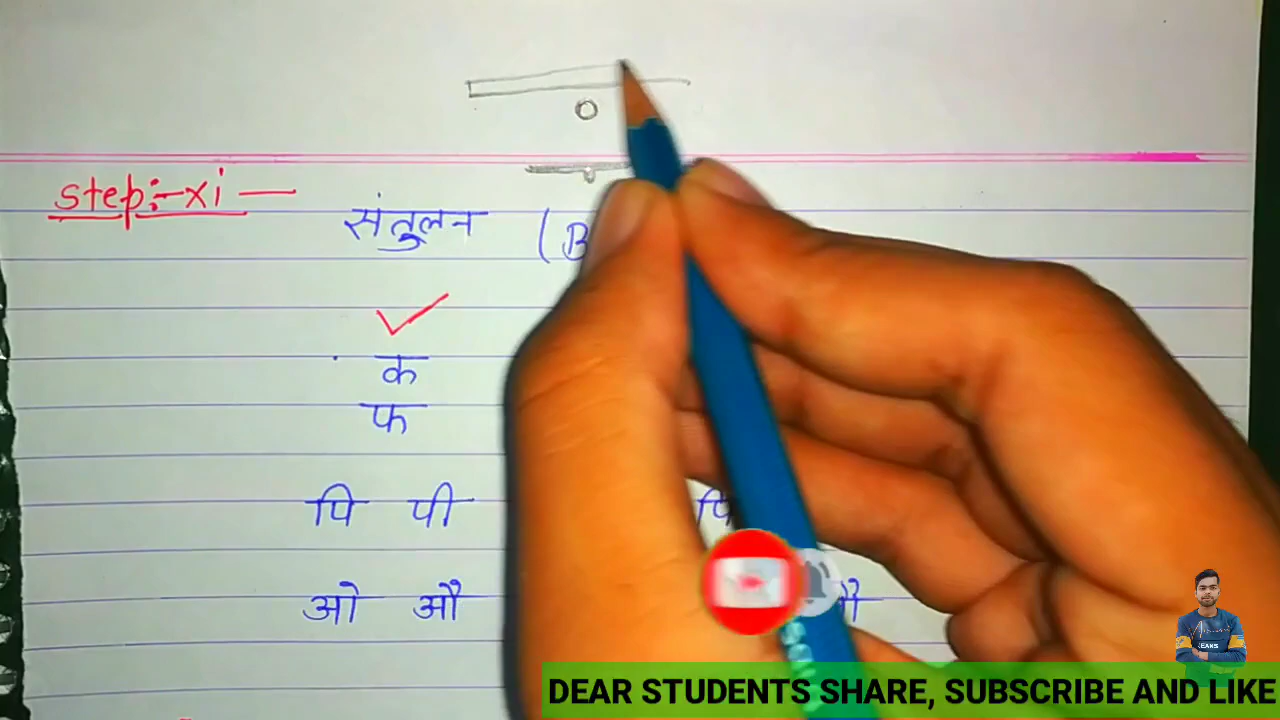 step:-xi —
संतुलन (B
क
फ
पि पी पि
ओ औ
DEAR STUDENTS SHARE, SUBSCRIBE AND LIKE